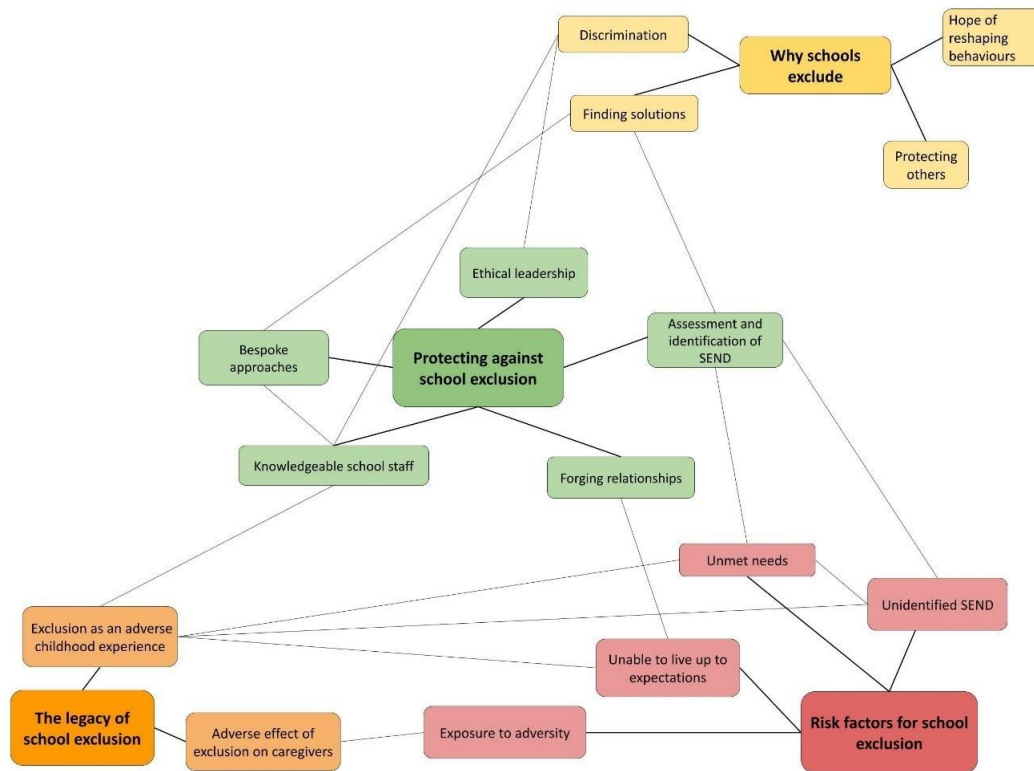 Discrimination
Why schools
exclude
Hope of
reshaping
behaviours
Finding solutions
Protecting
others
Ethical leadership
Bespoke
approaches
Protecting against
school exclusion
Assessment and
identification of
SEND
Knowledgeable school staff
Forging relationships
Unmet needs
Unidentified SEND
Exclusion as an adverse
childhood experience
Unable to live up to
expectations
The legacy of
school exclusion
Adverse effect of
exclusion on caregivers
Exposure to adversity
Risk factors for school
exclusion